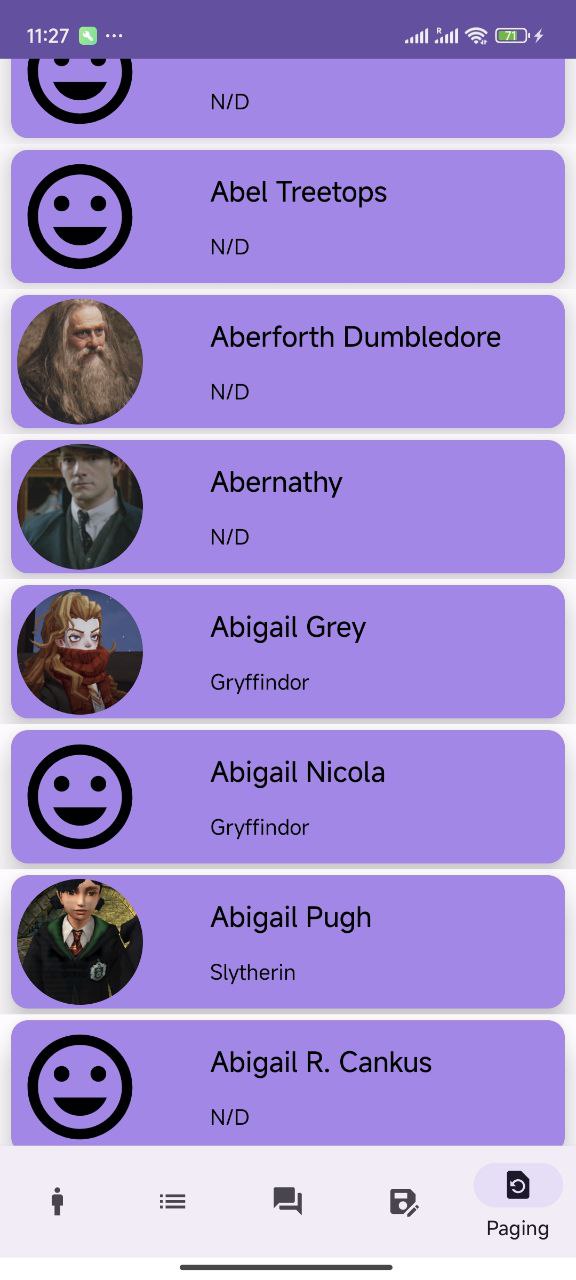 11:27
R
71
N/D
Abel Treetops
N/D
Aberforth Dumbledore
N/D
Abernathy
N/D
Abigail Grey
Gryffindor
Abigail Nicola
Gryffindor
Abigail Pugh
Slytherin
Abigail R. Cankus
N/D
Paging